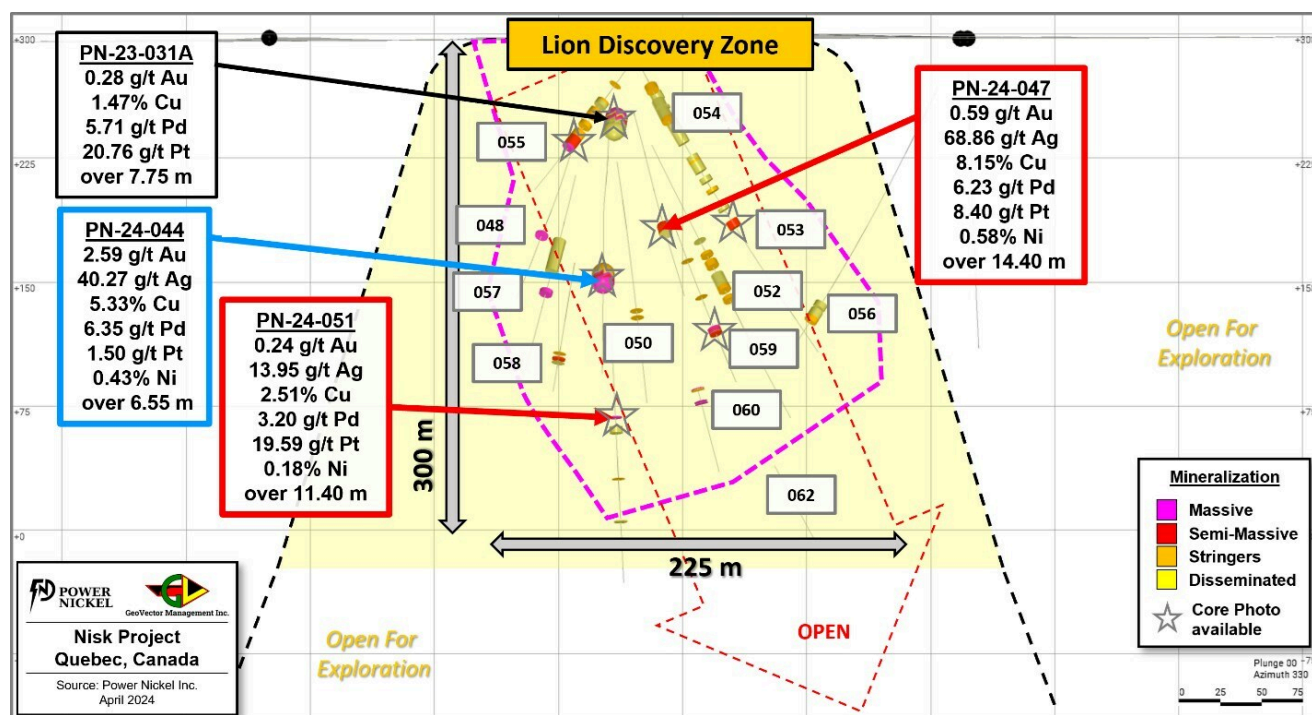 Lion Discovery Zone
+300
+225
+150
+75
+0
+300
+225
+150
+75
+0
PN-23-031A
0.28 g/t Au
1.47% Cu
5.71 g/t Pd
20.76 g/t Pt
over 7.75 m
PN-24-044
2.59 g/t Au
40.27 g/t Ag
5.33% Cu
6.35 g/t Pd
1.50 g/t Pt
0.43% Ni
over 6.55 m
PN-24-051
0.24 g/t Au
13.95 g/t Ag
2.51% Cu
3.20 g/t Pd
19.59 g/t Pt
0.18% Ni
over 11.40 m
PN-24-047
0.59 g/t Au
68.86 g/t Ag
8.15% Cu
6.23 g/t Pd
8.40 g/t Pt
0.58% Ni
over 14.40 m
054
055
048
053
057
052
056
050
059
058
060
062
300 m
225 m
OPEN
Open For
Exploration
Open For
Exploration
Mineralization
Massive
Semi-Massive
Stringers
Disseminated
Core Photo
available
Plunge 00
Azimuth 330
0 25 50 75
POWER
NICKEL
GeoVector Management Inc.
Nisk Project
Quebec, Canada
Source: Power Nickel Inc.
April 2024